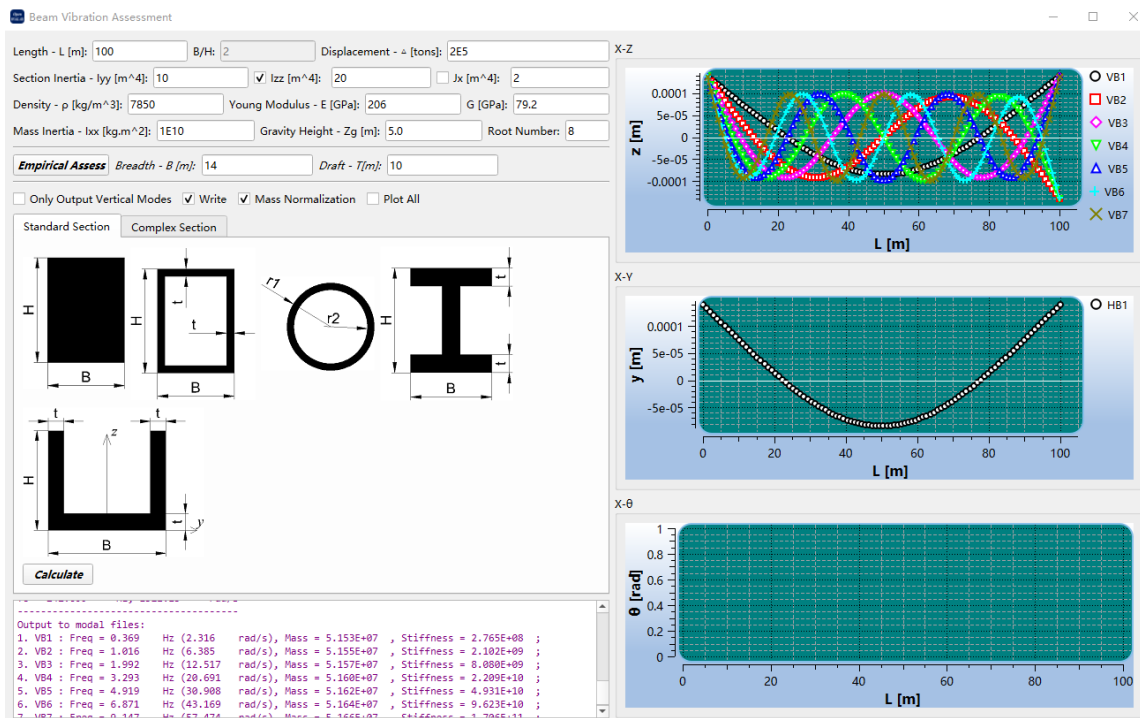 Beam Vibration Assessment
Length - L [m]: 100 B/H: 2 Displacement - △ [tons]: 2E5
Section Inertia - Iyy [m^4]: 10 Izz [m^4]: 20 Jx [m^4]: 2
Density - ρ [kg/m^3]: 7850 Young Modulus - E [GPa]: 206 G [GPa]: 79.2
Mass Inertia - Ixx [kg.m^2]: 1E10 Gravity Height - Zg [m]: 5.0 Root Number: 8
Empirical Assess Breadth - B [m]: 14 Draft - T[m]: 10
Only Output Vertical Modes Write Mass Normalization Plot All
Standard Section Complex Section
H
B
H
t
t
B
r1
r2
H
t
t
B
t
t
z
H
t
y
B
Calculate
---------------------------------------
Output to modal files:
1. VB1 : Freq = 0.369 Hz (2.316 rad/s), Mass = 5.153E+07 , Stiffness = 2.765E+08 ;
2. VB2 : Freq = 1.016 Hz (6.385 rad/s), Mass = 5.155E+07 , Stiffness = 2.102E+09 ;
3. VB3 : Freq = 1.992 Hz (12.517 rad/s), Mass = 5.157E+07 , Stiffness = 8.080E+09 ;
4. VB4 : Freq = 3.293 Hz (20.691 rad/s), Mass = 5.160E+07 , Stiffness = 2.209E+10 ;
5. VB5 : Freq = 4.919 Hz (30.908 rad/s), Mass = 5.162E+07 , Stiffness = 4.931E+10 ;
6. VB6 : Freq = 6.871 Hz (43.169 rad/s), Mass = 5.164E+07 , Stiffness = 9.623E+10 ;
X-Z
z [m]
0.0001
5e-05
0
-5e-05
-0.0001
0 20 40 60 80 100
L [m]
VB1
VB2
VB3
VB4
VB5
VB6
VB7
X-Y
y [m]
0.0001
5e-05
0
-5e-05
0 20 40 60 80 100
L [m]
HB1
X-θ
θ [rad]
1
0.8
0.6
0.4
0.2
0
0 20 40 60 80 100
L [m]